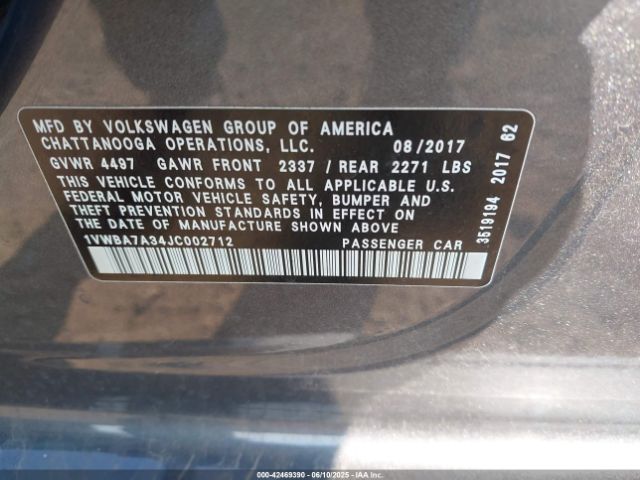 MFD BY VOLKSWAGEN GROUP OF AMERICA
CHATTANOOGA OPERATIONS, LLC. 08/2017
GVWR 4497 GAWR FRONT 2337 / REAR 2271 LBS
THIS VEHICLE CONFORMS TO ALL APPLICABLE U.S.
FEDERAL MOTOR VEHICLE SAFETY, BUMPER AND
THEFT PREVENTION STANDARDS IN EFFECT ON
THE DATE OF MANUFACTURE SHOWN ABOVE
1VWBA7A34JC002712 PASSENGER CAR
3519194 2017 62
000-42469390 - 06/10/2025 - IAAI.COM